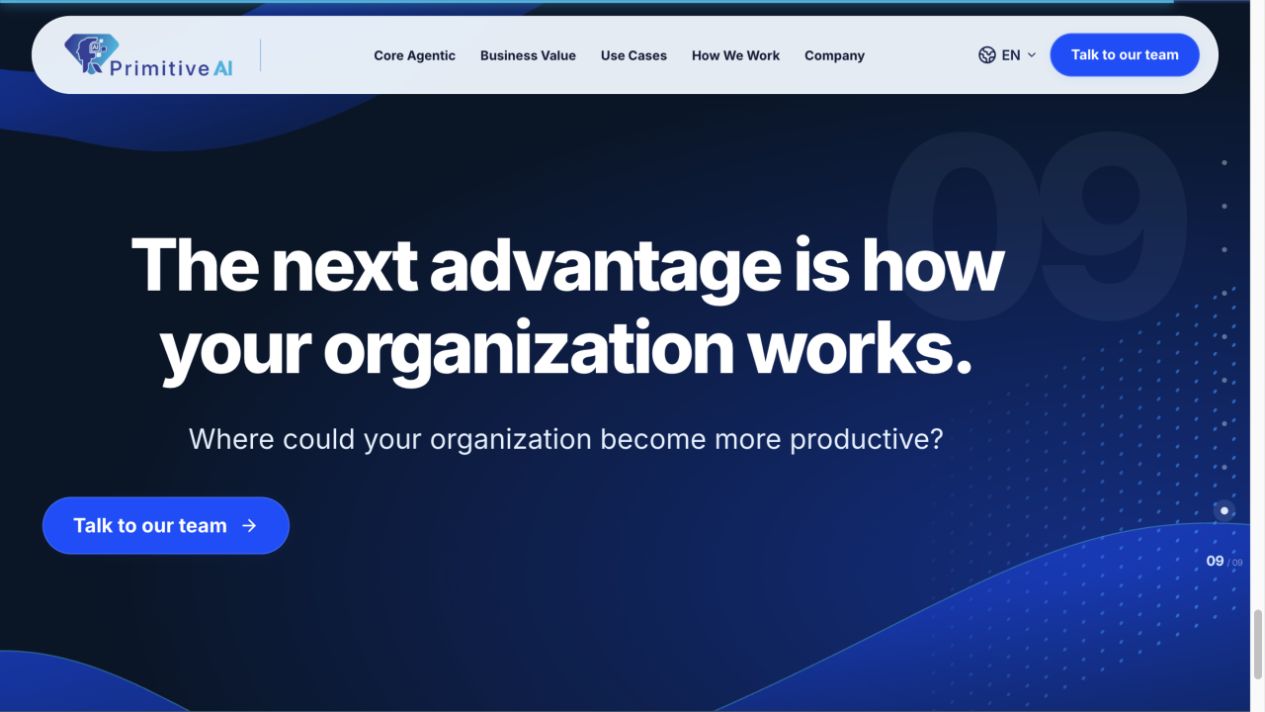 AI
Primitive AI
Core Agentic
Business Value
Use Cases
How We Work
Company
EN
Talk to our team
09
The next advantage is how
your organization works.
Where could your organization become more productive?
Talk to our team →
09 / 09